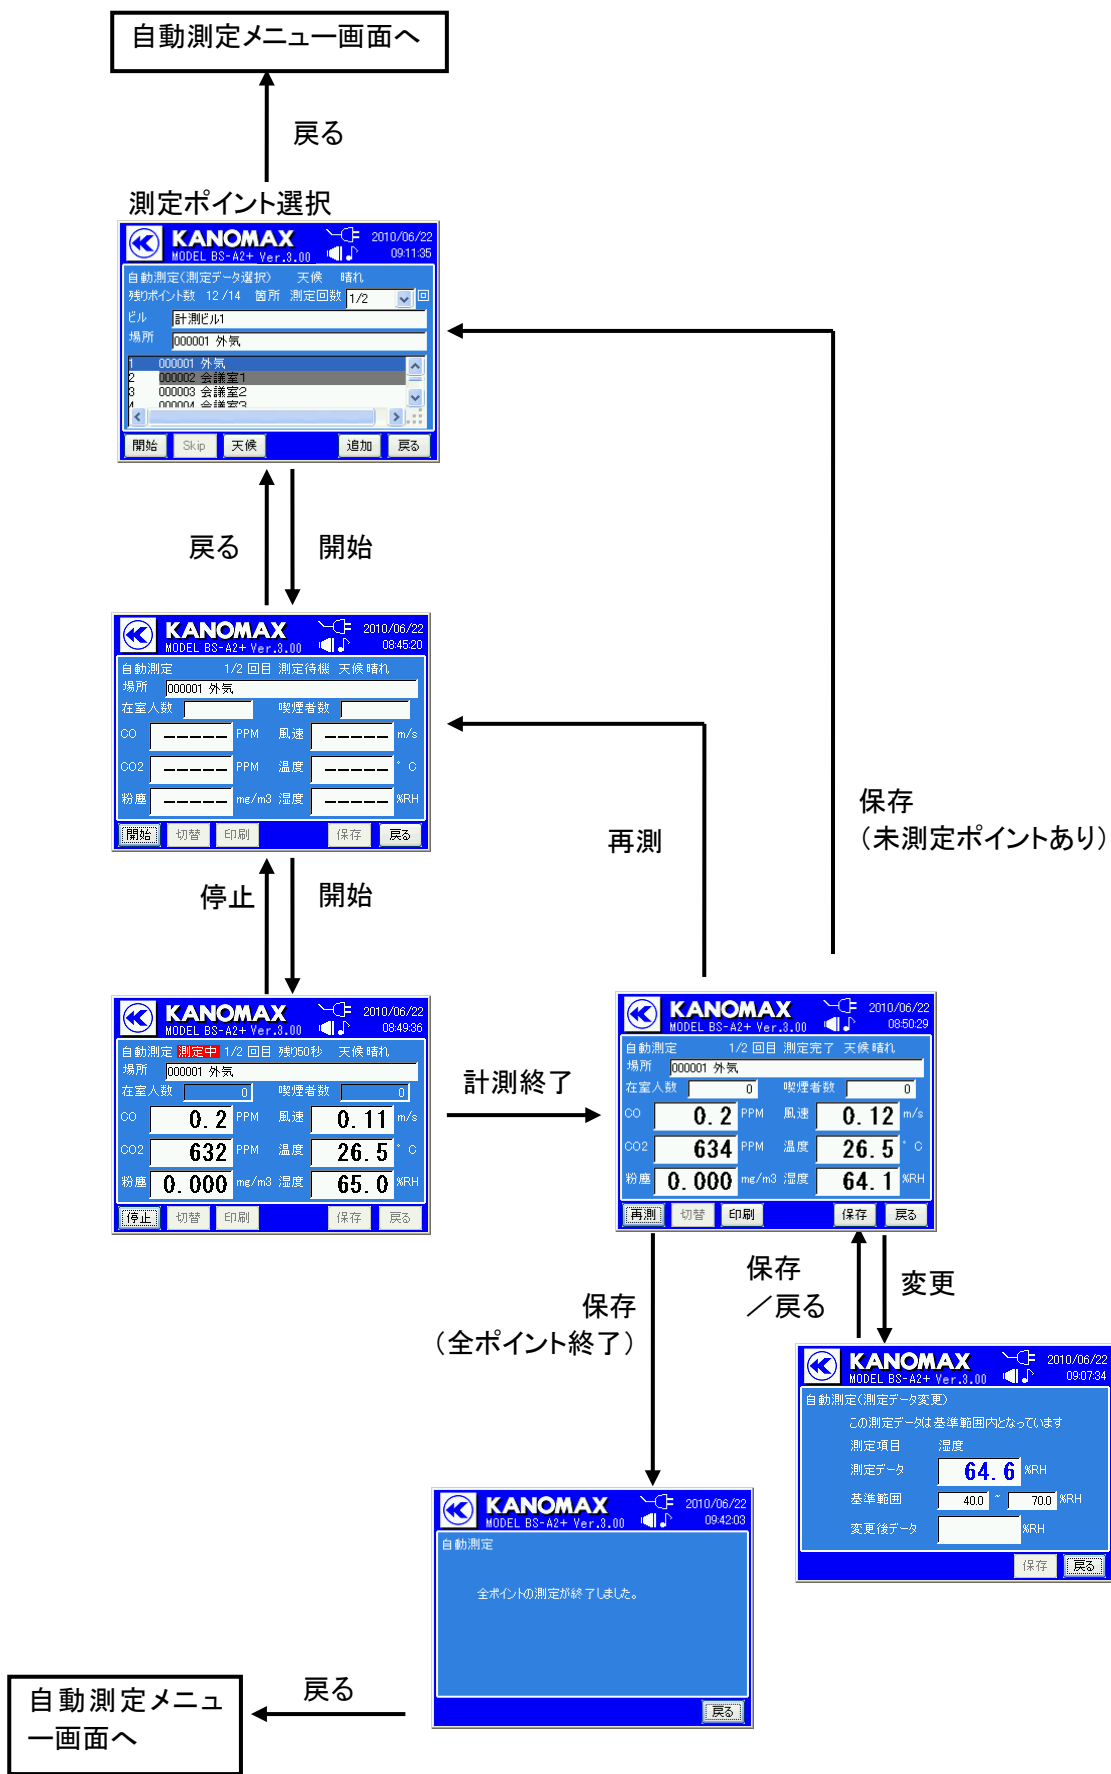 自動測定メニュー画面へ
戻る
測定ポイント選択
KANOMAX
MODEL BS-A2+ Ver.3.00
2010/06/22
09:11:35
自動測定(測定データ選択) 天候 晴れ
残りポイント数 12/14 箇所 測定回数 1/2 回
ビル 計測ビル1
場所 000001 外気
1 000001 外気
2 000002 会議室1
3 000003 会議室2
4 000004 会議室3
開始 Skip 天候 追加 戻る
戻る 開始
KANOMAX
MODEL BS-A2+ Ver.3.00
2010/06/22
08:45:20
自動測定 1/2 回目 測定待機 天候 晴れ
場所 000001 外気
在室人数 喫煙者数
CO ----- PPM 風速 ----- m/s
CO2 ----- PPM 温度 ----- °C
粉塵 ----- mg/m3 湿度 ----- %RH
開始 切替 印刷 保存 戻る
再測
保存
(未測定ポイントあり)
停止 開始
KANOMAX
MODEL BS-A2+ Ver.3.00
2010/06/22
08:49:36
自動測定 測定中 1/2 回目 残り50秒 天候 晴れ
場所 000001 外気
在室人数 0 喫煙者数 0
CO 0.2 PPM 風速 0.11 m/s
CO2 632 PPM 温度 26.5 °C
粉塵 0.000 mg/m3 湿度 65.0 %RH
停止 切替 印刷 保存 戻る
計測終了
KANOMAX
MODEL BS-A2+ Ver.3.00
2010/06/22
08:50:29
自動測定 1/2 回目 測定完了 天候 晴れ
場所 000001 外気
在室人数 0 喫煙者数 0
CO 0.2 PPM 風速 0.12 m/s
CO2 634 PPM 温度 26.5 °C
粉塵 0.000 mg/m3 湿度 64.1 %RH
再測 切替 印刷 保存 戻る
保存
(全ポイント終了)
保存
/戻る
変更
KANOMAX
MODEL BS-A2+ Ver.3.00
2010/06/22
09:07:34
自動測定(測定データ変更)
この測定データは基準範囲内となっています
測定項目 湿度
測定データ 64.6 %RH
基準範囲 40.0 ~ 70.0 %RH
変更後データ %RH
保存 戻る
KANOMAX
MODEL BS-A2+ Ver.3.00
2010/06/22
09:42:03
自動測定
全ポイントの測定が終了しました。
戻る
戻る
自動測定メニュ
ー画面へ